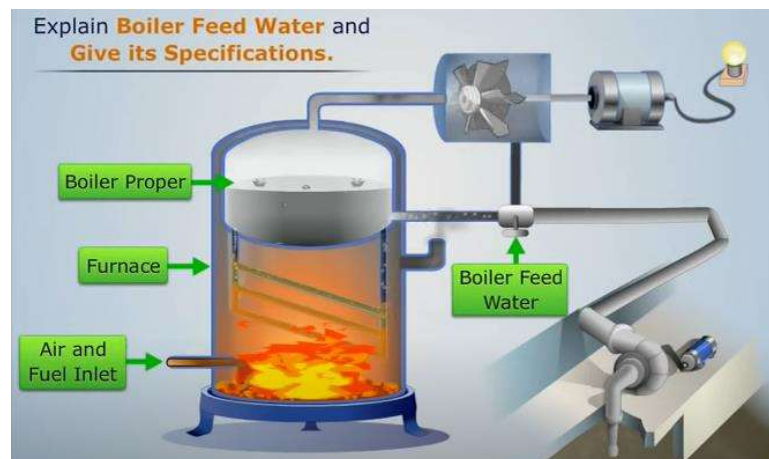 Explain Boiler Feed Water and
Give its Specifications.
Boiler Proper
Furnace
Air and
Fuel Inlet
Boiler Feed
Water